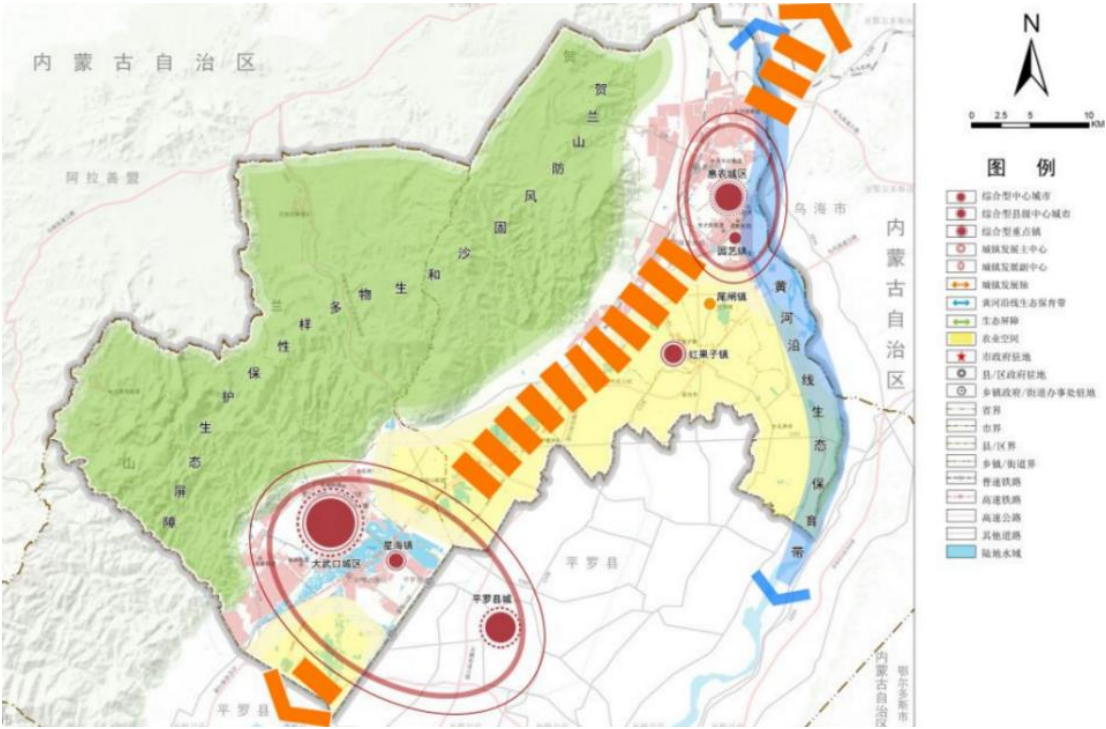 内蒙古自治区
阿拉善盟
贺兰山防风固沙和生物多样性保护生态屏障
贺
兰
山
惠农城区
园艺镇
乌海市
内蒙古自治区
尾闸镇
红果子镇
黄河沿线生态保育带
大武口城区
星海镇
平罗县城
平罗县
平罗县
内蒙古自治区
鄂尔多斯市
N
0 2.5 5 10
KM
图 例
综合型中心城市
综合型县级中心城市
综合型重点镇
城镇发展主中心
城镇发展副中心
城镇发展轴
黄河沿线生态保育带
生态屏障
农业空间
市政府驻地
县/区政府驻地
乡镇政府/街道办事处驻地
省界
市界
县/区界
乡镇/街道界
普速铁路
高速铁路
高速公路
其他道路
陆地水域